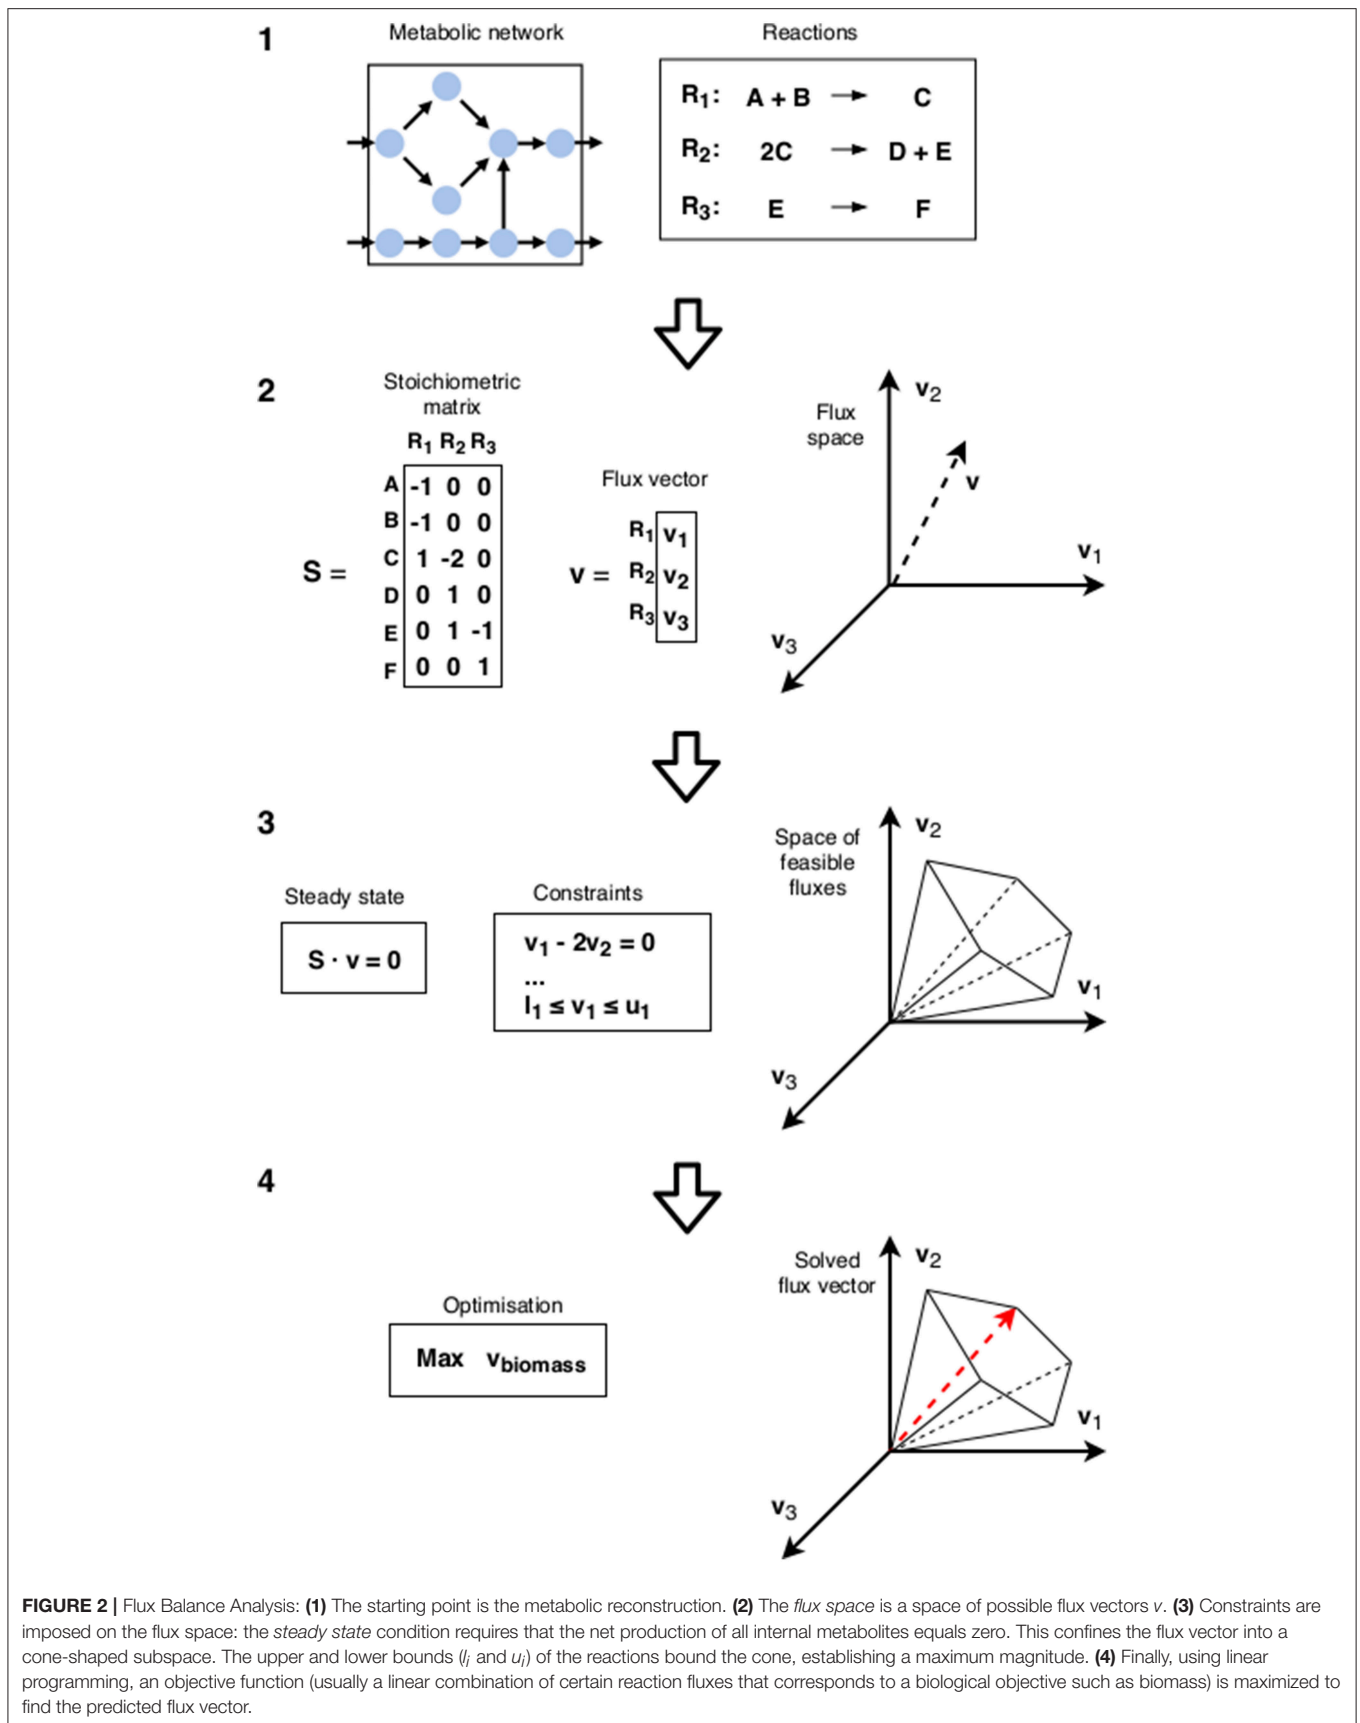 1
Metabolic network
Reactions
R1: A + B → C
R2: 2C → D + E
R3: E → F
2
Stoichiometric
matrix
R1 R2 R3
A -1 0 0
B -1 0 0
S = C 1 -2 0
D 0 1 0
E 0 1 -1
F 0 0 1
Flux vector
R1 v1
v = R2 v2
R3 v3
Flux
space
v2
v
v1
v3
3
Steady state
S · v = 0
Constraints
v1 - 2v2 = 0
...
l1 ≤ v1 ≤ u1
Space of
feasible
fluxes
v2
v1
v3
4
Optimisation
Max vbiomass
Solved
flux vector
v2
v1
v3
FIGURE 2 | Flux Balance Analysis: (1) The starting point is the metabolic reconstruction. (2) The flux space is a space of possible flux vectors v. (3) Constraints are
imposed on the flux space: the steady state condition requires that the net production of all internal metabolites equals zero. This confines the flux vector into a
cone-shaped subspace. The upper and lower bounds (li and ui) of the reactions bound the cone, establishing a maximum magnitude. (4) Finally, using linear
programming, an objective function (usually a linear combination of certain reaction fluxes that corresponds to a biological objective such as biomass) is maximized to
find the predicted flux vector.